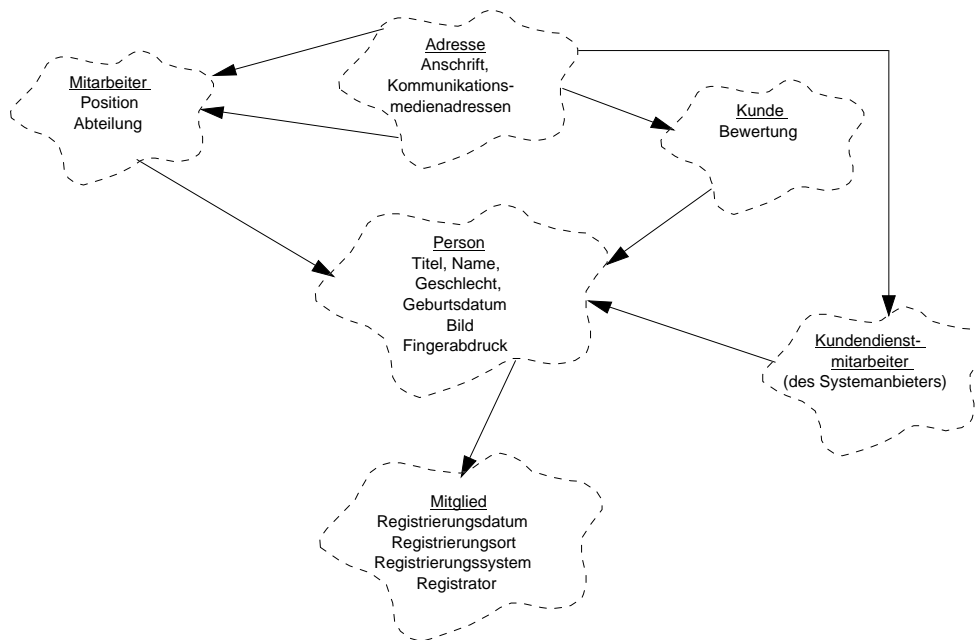 Adresse
Anschrift,
Kommunikations-
medienadressen
Mitarbeiter
Position
Abteilung
Kunde
Bewertung
Person
Titel, Name,
Geschlecht,
Geburtsdatum
Bild
Fingerabdruck
Kundendienst-
mitarbeiter
(des Systemanbieters)
Mitglied
Registrierungsdatum
Registrierungsort
Registrierungssystem
Registrator